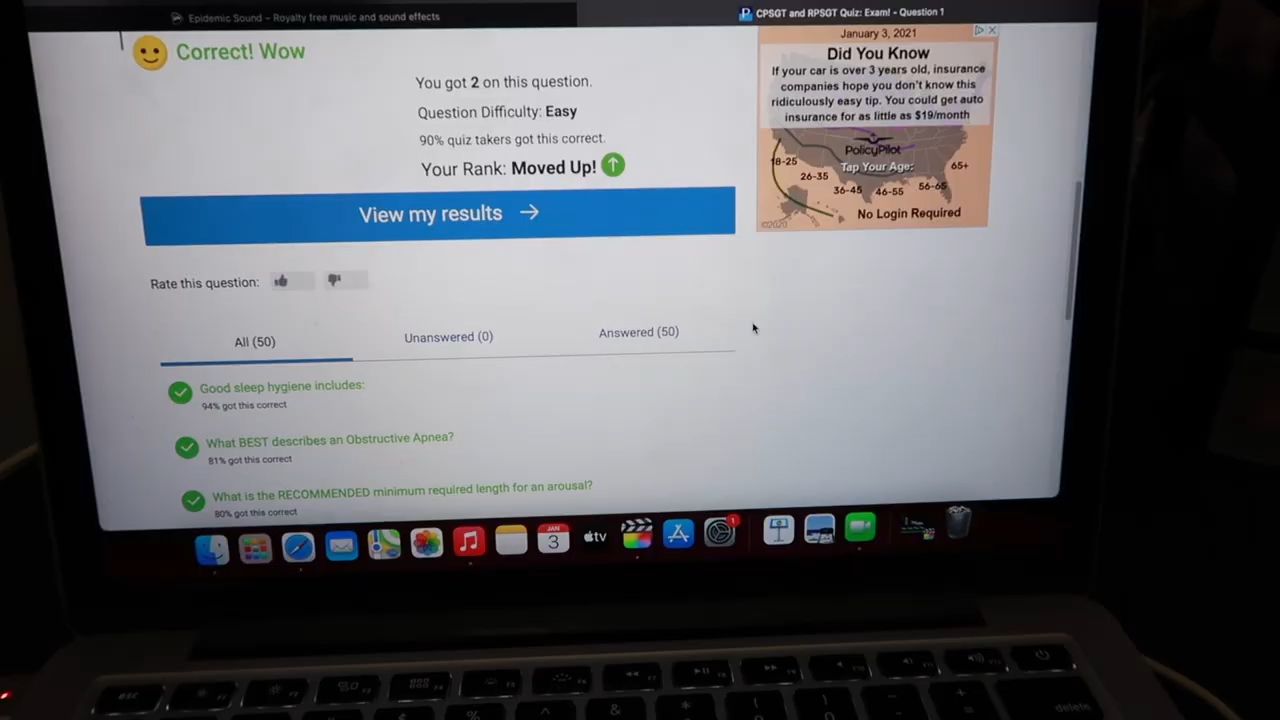 Epidemic Sound – Royalty free music and sound effects
CPSGT and RPSGT Quiz: Exam! - Question 1
Correct! Wow
You got 2 on this question.
Question Difficulty: Easy
90% quiz takers got this correct.
Your Rank: Moved Up!
View my results
Rate this question:
All (50)
Unanswered (0)
Answered (50)
Good sleep hygiene includes:
94% got this correct
What BEST describes an Obstructive Apnea?
81% got this correct
What is the RECOMMENDED minimum required length for an arousal?
80% got this correct
January 3, 2021
Did You Know
If your car is over 3 years old, insurance
companies hope you don't know this
ridiculously easy tip. You could get auto
insurance for as little as $19/month
PolicyPilot
Tap Your Age:
18-25
26-35
36-45
46-55
56-65
65+
No Login Required
©2020
JAN
3
tv
1
esc
delete